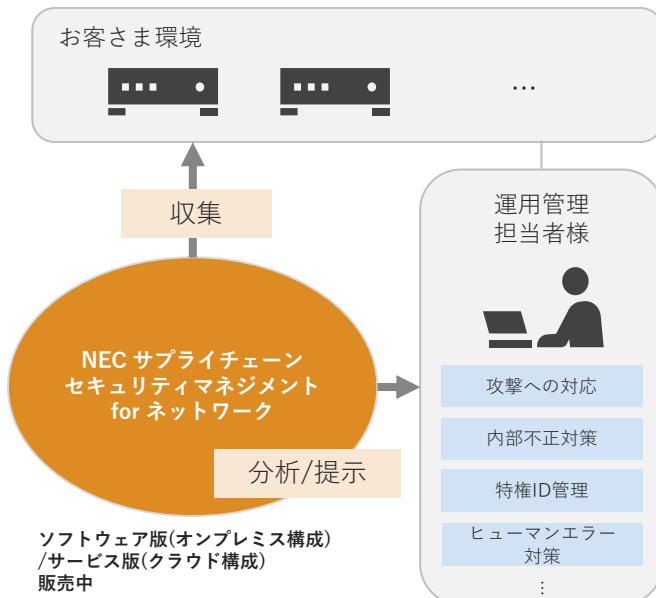 お客さま環境
…
収集
運用管理
担当者様
NEC サプライチェーン
セキュリティマネジメント
for ネットワーク
分析/提示
攻撃への対応
内部不正対策
特権ID管理
ヒューマンエラー
対策
…
ソフトウェア版(オンプレミス構成)
/サービス版(クラウド構成)
販売中